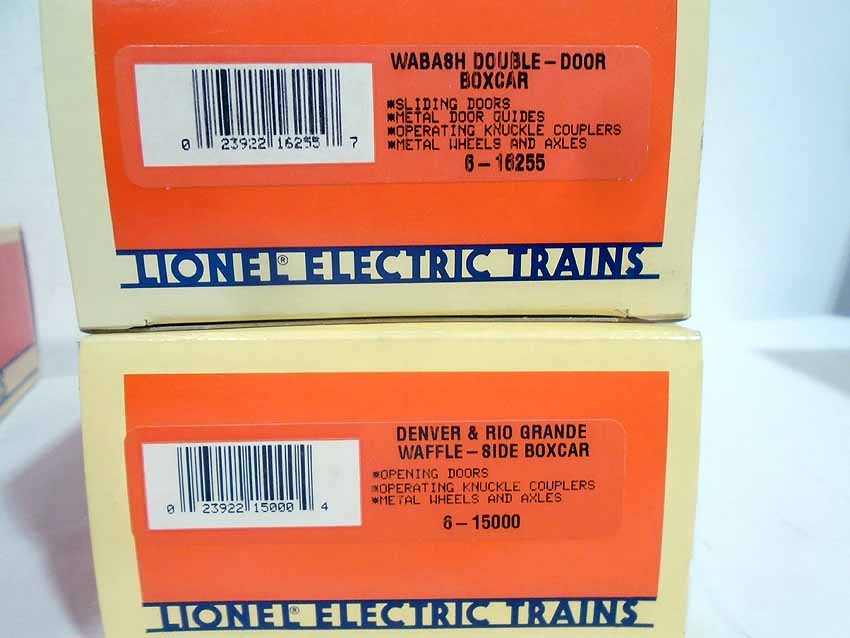 WABASH DOUBLE-DOOR
BOXCAR
*SLIDING DOORS
*METAL DOOR GUIDES
*OPERATING KNUCKLE COUPLERS
*METAL WHEELS AND AXLES
6-16255
0 23922 16255 7
LIONEL® ELECTRIC TRAINS
DENVER & RIO GRANDE
WAFFLE-SIDE BOXCAR
*OPENING DOORS
*OPERATING KNUCKLE COUPLERS
*METAL WHEELS AND AXLES
6-15000
0 23922 15000 4
LIONEL® ELECTRIC TRAINS